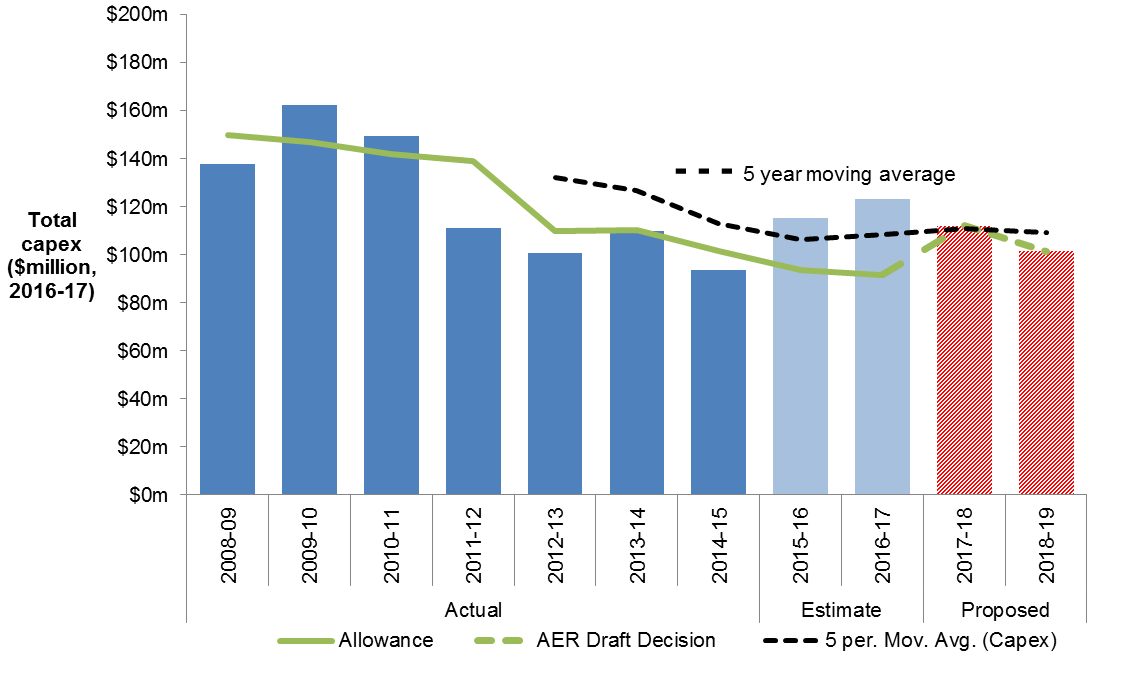 $200m
$180m
$160m
$140m
$120m
$100m
$80m
$60m
$40m
$20m
$0m
Total
capex
($million,
2016-17)
5 year moving average
2008-09
2009-10
2010-11
2011-12
2012-13
2013-14
2014-15
2015-16
2016-17
2017-18
2018-19
Actual
Estimate
Proposed
Allowance
AER Draft Decision
5 per. Mov. Avg. (Capex)